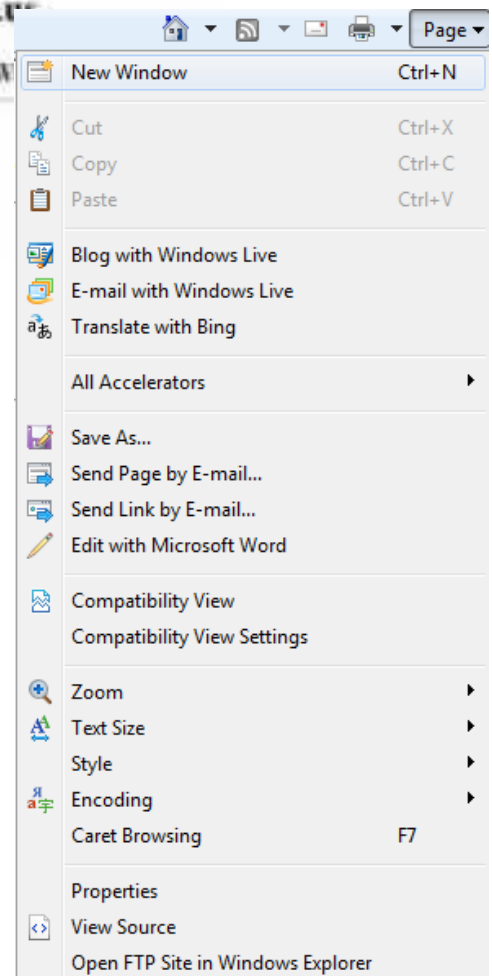 Page
New Window Ctrl+N
Cut Ctrl+X
Copy Ctrl+C
Paste Ctrl+V
Blog with Windows Live
E-mail with Windows Live
Translate with Bing
All Accelerators
Save As...
Send Page by E-mail...
Send Link by E-mail...
Edit with Microsoft Word
Compatibility View
Compatibility View Settings
Zoom
Text Size
Style
Encoding
Caret Browsing F7
Properties
View Source
Open FTP Site in Windows Explorer